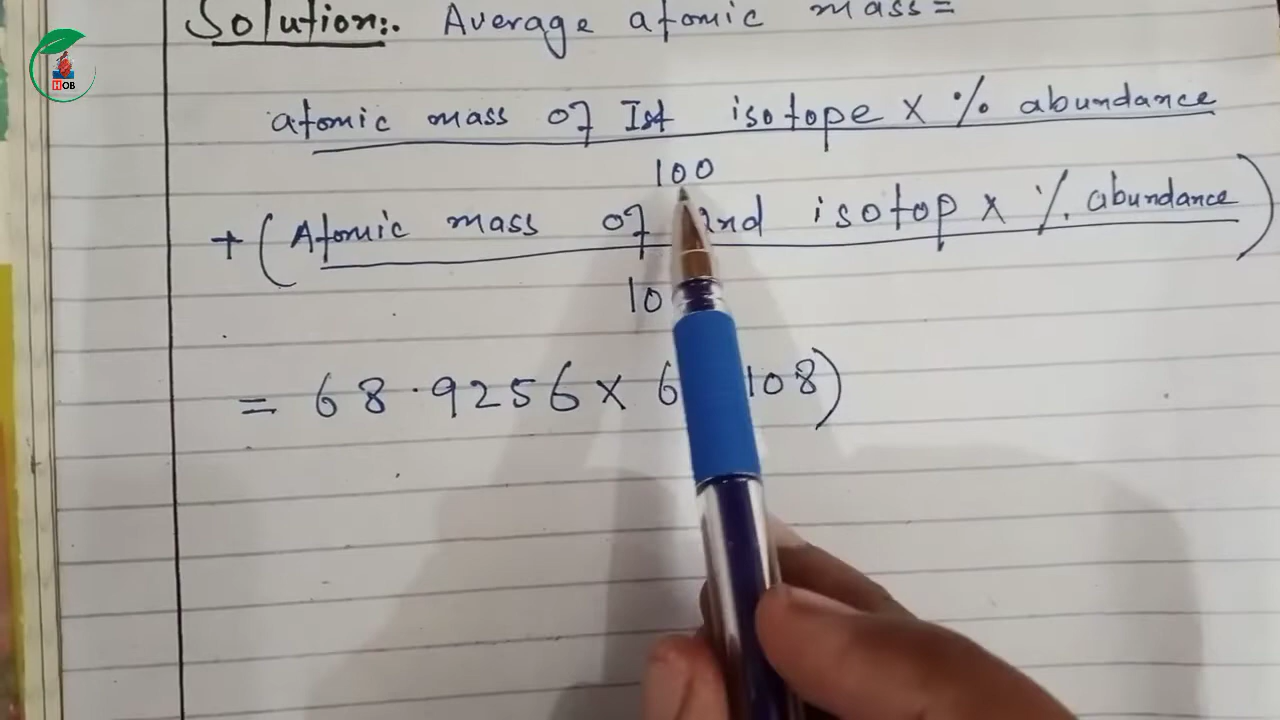 Solution:. Average atomic mass=
atomic mass of Ist isotope x % abundance
100
+ (Atomic mass of 2nd isotop x % abundance)
10
= 68.9256 x 6 108)
HOB